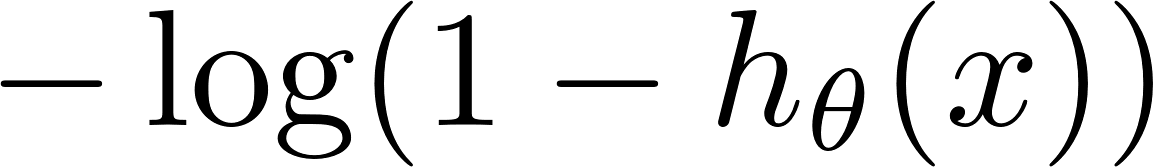 − log(1 − h_θ(x))